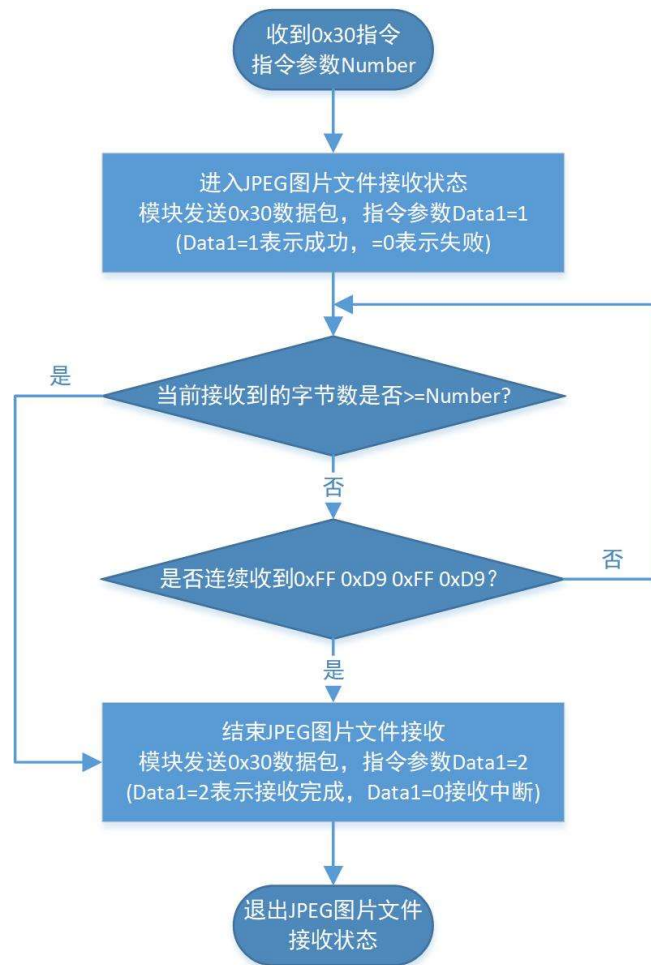 收到0x30指令
指令参数Number
进入JPEG图片文件接收状态
模块发送0x30数据包，指令参数Data1=1
(Data1=1表示成功，=0表示失败)
是
当前接收到的字节数是否>=Number?
否
是否连续收到0xFF 0xD9 0xFF 0xD9?
否
是
结束JPEG图片文件接收
模块发送0x30数据包，指令参数Data1=2
(Data1=2表示接收完成，Data1=0接收中断)
退出JPEG图片文件
接收状态